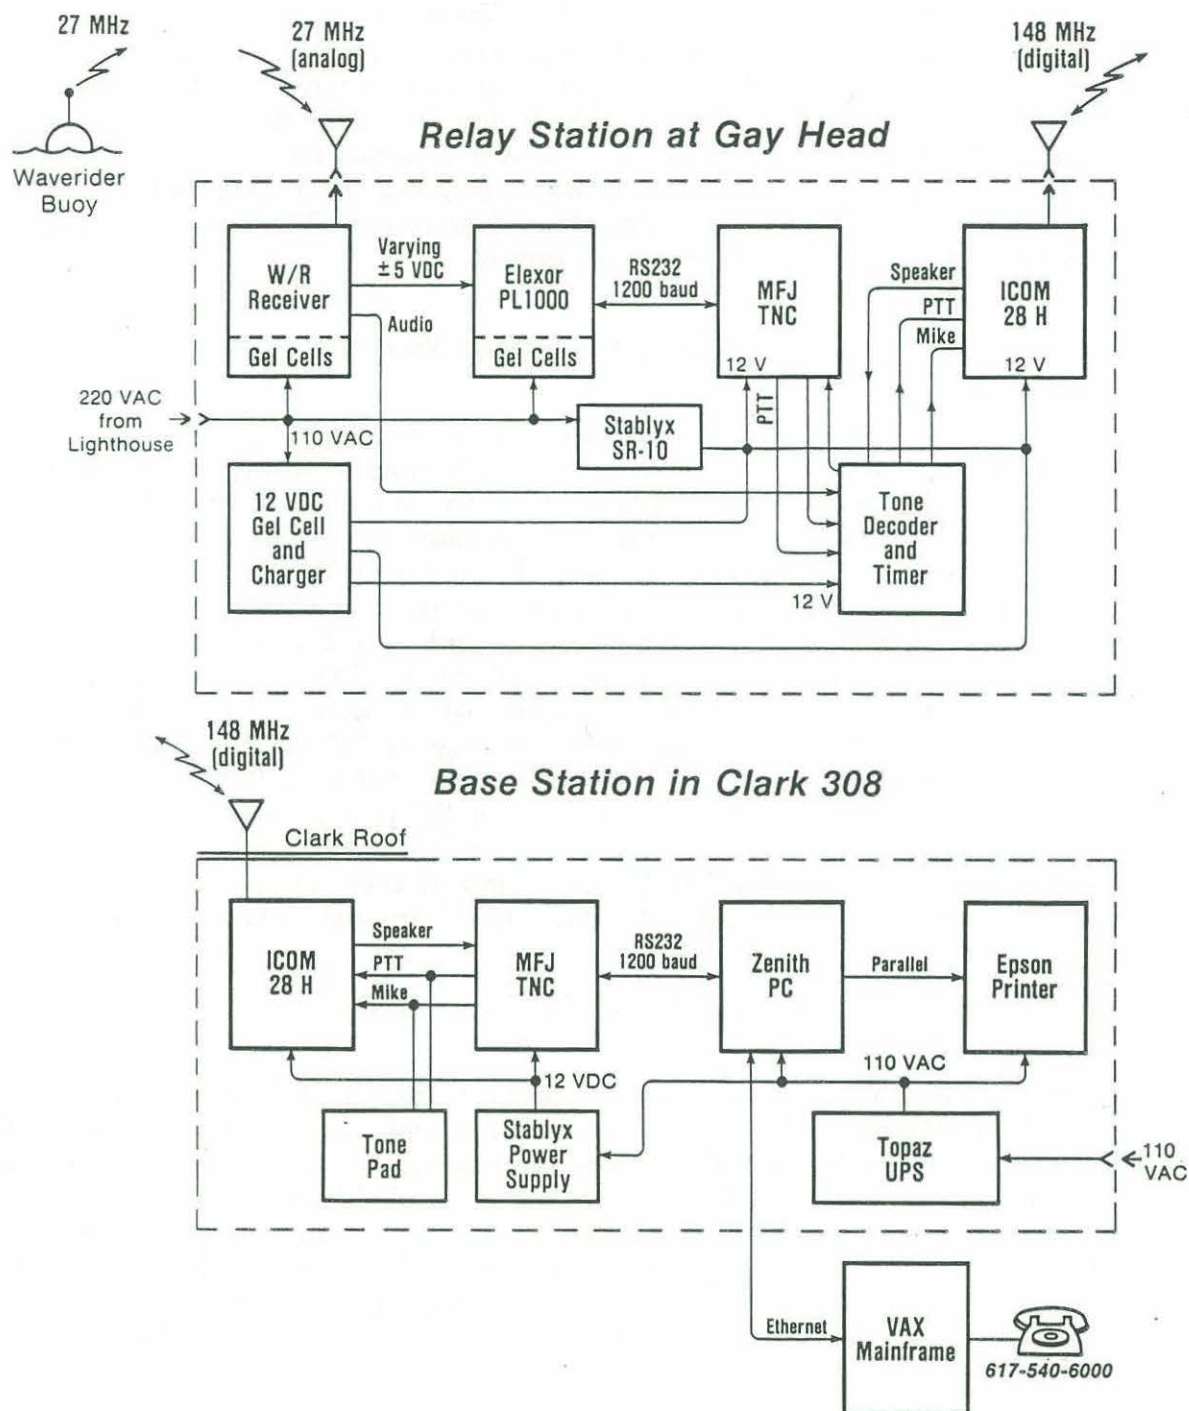 27 MHz
27 MHz
(analog)
148 MHz
(digital)
Relay Station at Gay Head
Waverider
Buoy
W/R
Receiver
Gel Cells
Varying
± 5 VDC
Audio
Elexor
PL1000
Gel Cells
RS232
1200 baud
MFJ
TNC
12 V
PTT
Speaker
PTT
Mike
ICOM
28 H
12 V
220 VAC
from
Lighthouse
110 VAC
Stablyx
SR-10
12 VDC
Gel Cell
and
Charger
Tone
Decoder
and
Timer
12 V
148 MHz
(digital)
Base Station in Clark 308
Clark Roof
ICOM
28 H
Speaker
PTT
Mike
MFJ
TNC
RS232
1200 baud
Zenith
PC
Parallel
Epson
Printer
12 VDC
110 VAC
Tone
Pad
Stablyx
Power
Supply
Topaz
UPS
110
VAC
Ethernet
VAX
Mainframe
617-540-6000